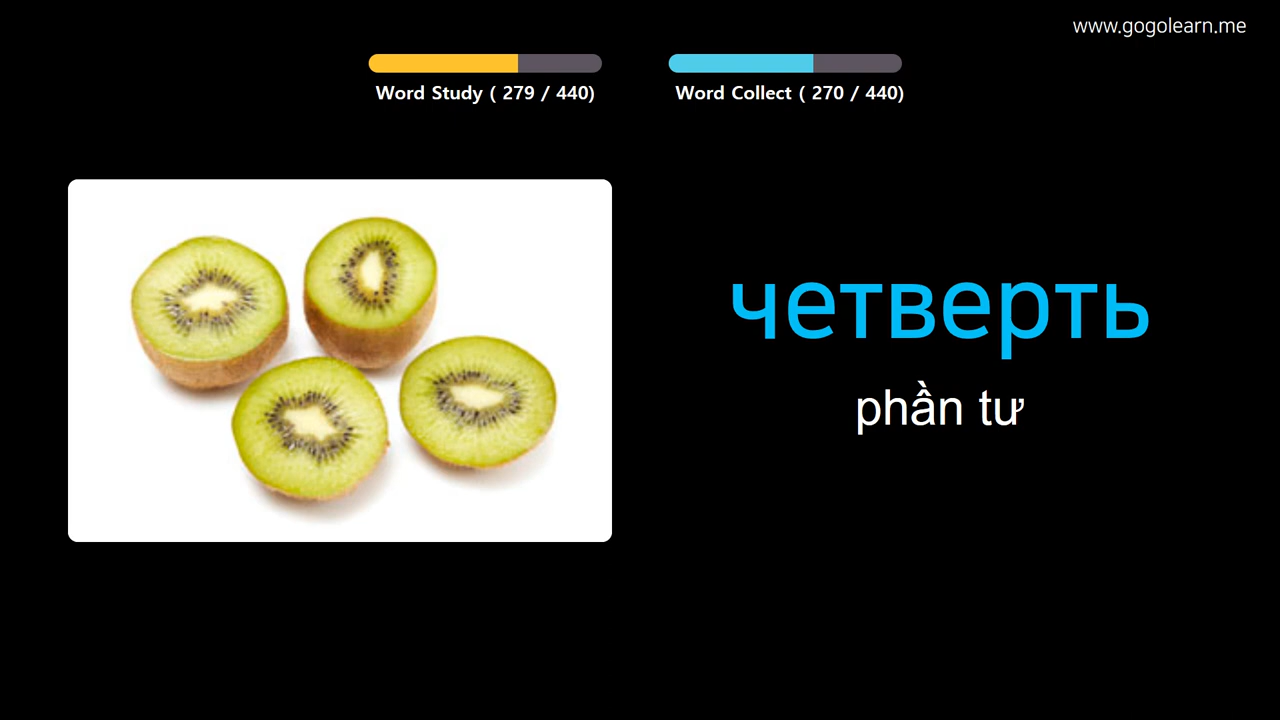 www.gogolearn.me
Word Study ( 279 / 440)
Word Collect ( 270 / 440)
четверть
phần tư